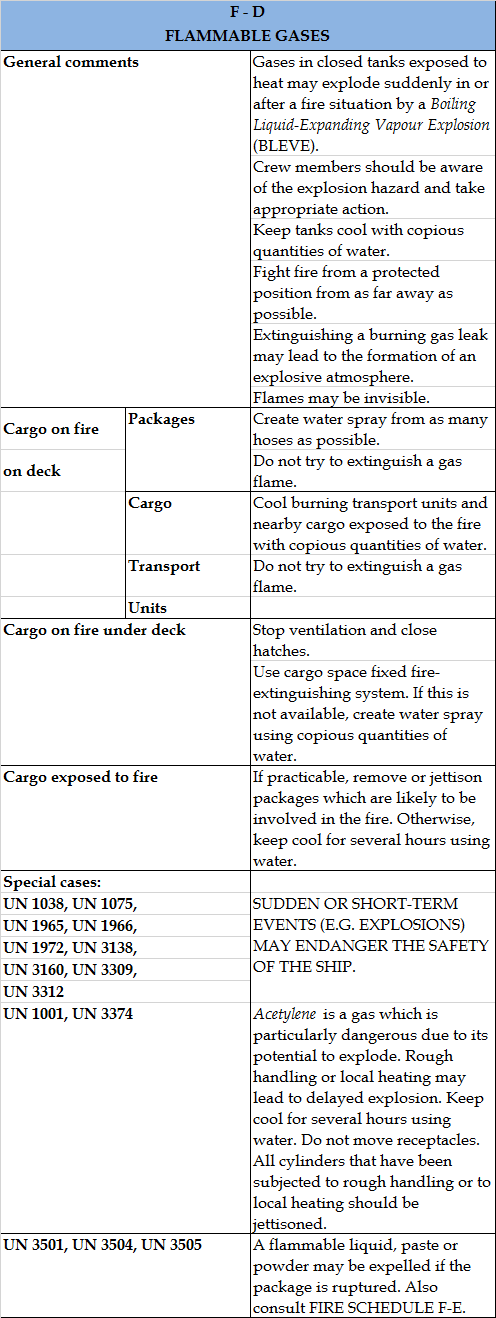 F - D
FLAMMABLE GASES
General comments
Gases in closed tanks exposed to
heat may explode suddenly in or
after a fire situation by a Boiling
Liquid-Expanding Vapour Explosion
(BLEVE).
Crew members should be aware
of the explosion hazard and take
appropriate action.
Keep tanks cool with copious
quantities of water.
Fight fire from a protected
position from as far away as
possible.
Extinguishing a burning gas leak
may lead to the formation of an
explosive atmosphere.
Flames may be invisible.
Cargo on fire
on deck
Packages
Create water spray from as many
hoses as possible.
Do not try to extinguish a gas
flame.
Cargo
Cool burning transport units and
nearby cargo exposed to the fire
with copious quantities of water.
Transport
Do not try to extinguish a gas
flame.
Units
Cargo on fire under deck
Stop ventilation and close
hatches.
Use cargo space fixed fire-
extinguishing system. If this is
not available, create water spray
using copious quantities of
water.
Cargo exposed to fire
If practicable, remove or jettison
packages which are likely to be
involved in the fire. Otherwise,
keep cool for several hours using
water.
Special cases:
UN 1038, UN 1075,
UN 1965, UN 1966,
UN 1972, UN 3138,
UN 3160, UN 3309,
UN 3312
SUDDEN OR SHORT-TERM
EVENTS (E.G. EXPLOSIONS)
MAY ENDANGER THE SAFETY
OF THE SHIP.
UN 1001, UN 3374
Acetylene is a gas which is
particularly dangerous due to its
potential to explode. Rough
handling or local heating may
lead to delayed explosion. Keep
cool for several hours using
water. Do not move receptacles.
All cylinders that have been
subjected to rough handling or to
local heating should be
jettisoned.
UN 3501, UN 3504, UN 3505
A flammable liquid, paste or
powder may be expelled if the
package is ruptured. Also
consult FIRE SCHEDULE F-E.